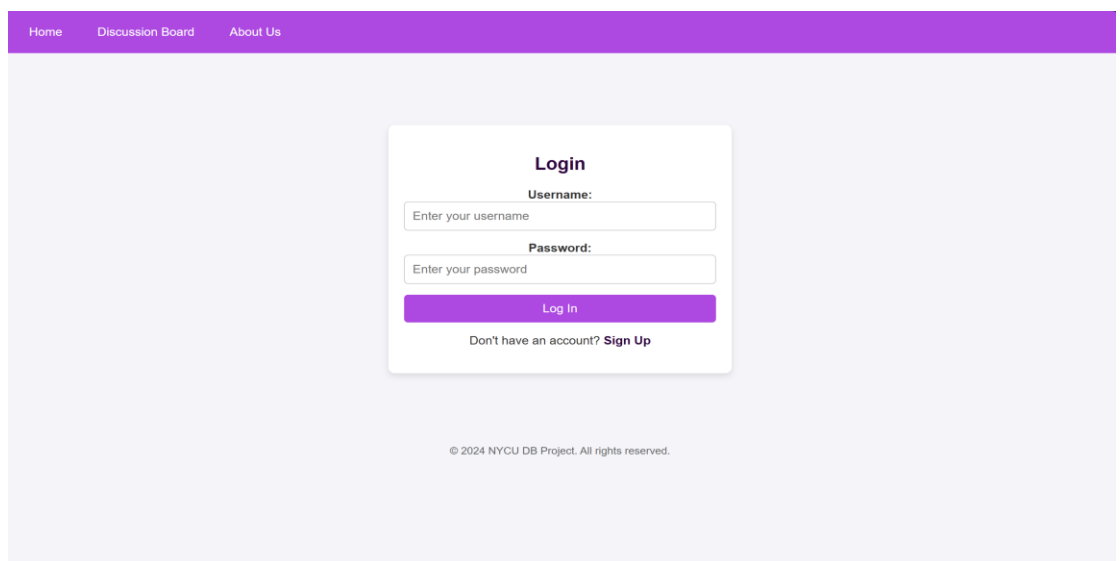 Home Discussion Board About Us
Login
Username:
Enter your username
Password:
Enter your password
Log In
Don't have an account? Sign Up
© 2024 NYCU DB Project. All rights reserved.